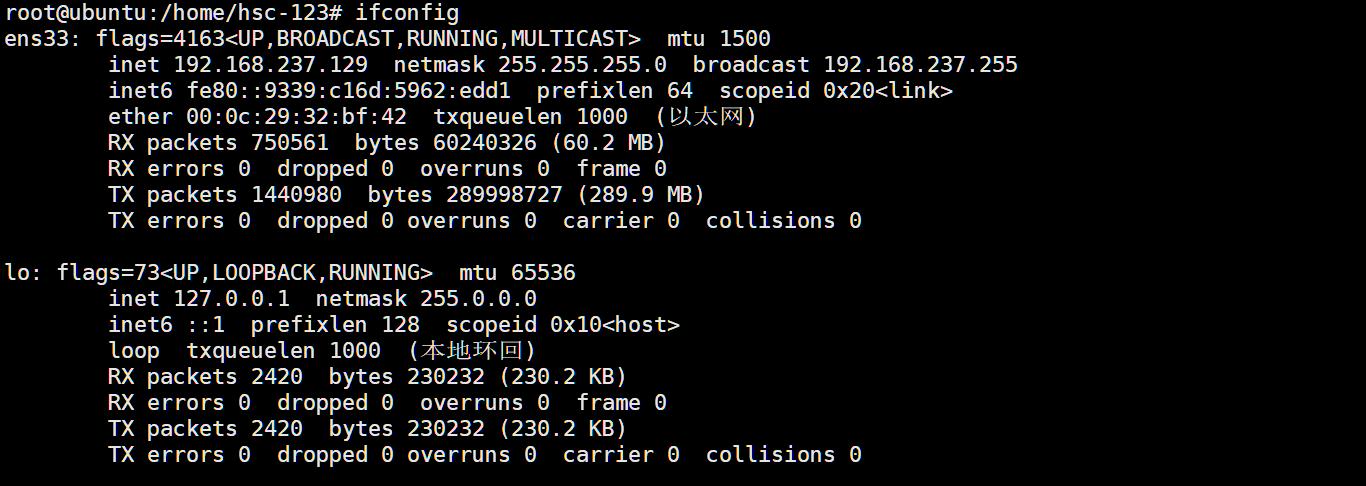 root@ubuntu:/home/hsc-123# ifconfig
ens33: flags=4163<UP,BROADCAST,RUNNING,MULTICAST>  mtu 1500
        inet 192.168.237.129  netmask 255.255.255.0  broadcast 192.168.237.255
        inet6 fe80::9339:c16d:5962:edd1  prefixlen 64  scopeid 0x20<link>
        ether 00:0c:29:32:bf:42  txqueuelen 1000  (以太网)
        RX packets 750561  bytes 60240326 (60.2 MB)
        RX errors 0  dropped 0  overruns 0  frame 0
        TX packets 1440980  bytes 289998727 (289.9 MB)
        TX errors 0  dropped 0 overruns 0  carrier 0  collisions 0

lo: flags=73<UP,LOOPBACK,RUNNING>  mtu 65536
        inet 127.0.0.1  netmask 255.0.0.0
        inet6 ::1  prefixlen 128  scopeid 0x10<host>
        loop  txqueuelen 1000  (本地环回)
        RX packets 2420  bytes 230232 (230.2 KB)
        RX errors 0  dropped 0  overruns 0  frame 0
        TX packets 2420  bytes 230232 (230.2 KB)
        TX errors 0  dropped 0 overruns 0  carrier 0  collisions 0